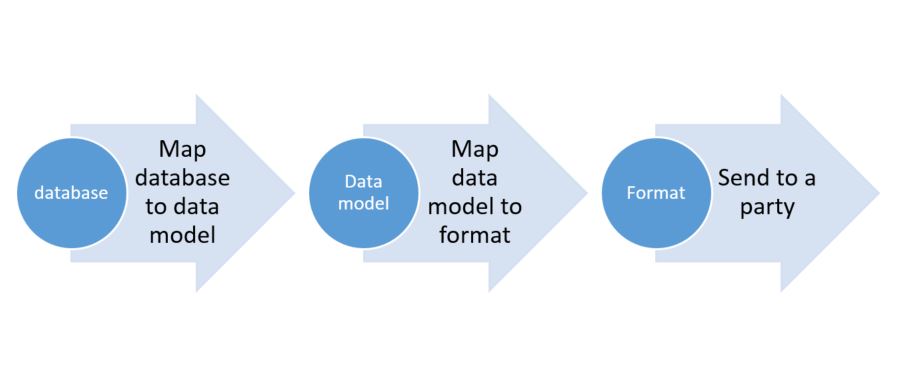 database
Map
database
to data
model
Data
model
Map
data
model to
format
Format
Send to a
party